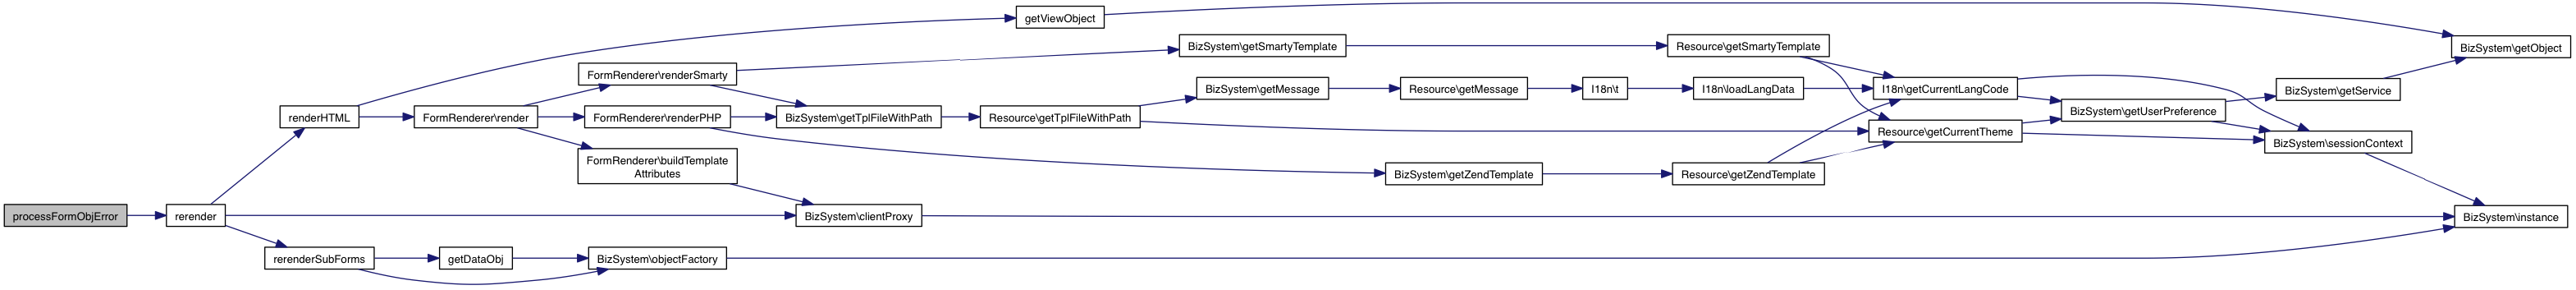 processFormObjError
rerender
renderHTML
rerenderSubForms
getViewObject
FormRenderer\render
getDataObj
FormRenderer\renderSmarty
FormRenderer\renderPHP
FormRenderer\buildTemplate
Attributes
BizSystem\objectFactory
BizSystem\getTplFileWithPath
BizSystem\clientProxy
Resource\getTplFileWithPath
BizSystem\getSmartyTemplate
BizSystem\getMessage
BizSystem\getZendTemplate
Resource\getMessage
I18n\t
Resource\getSmartyTemplate
I18n\loadLangData
Resource\getZendTemplate
I18n\getCurrentLangCode
Resource\getCurrentTheme
BizSystem\getUserPreference
BizSystem\getService
BizSystem\sessionContext
BizSystem\getObject
BizSystem\instance